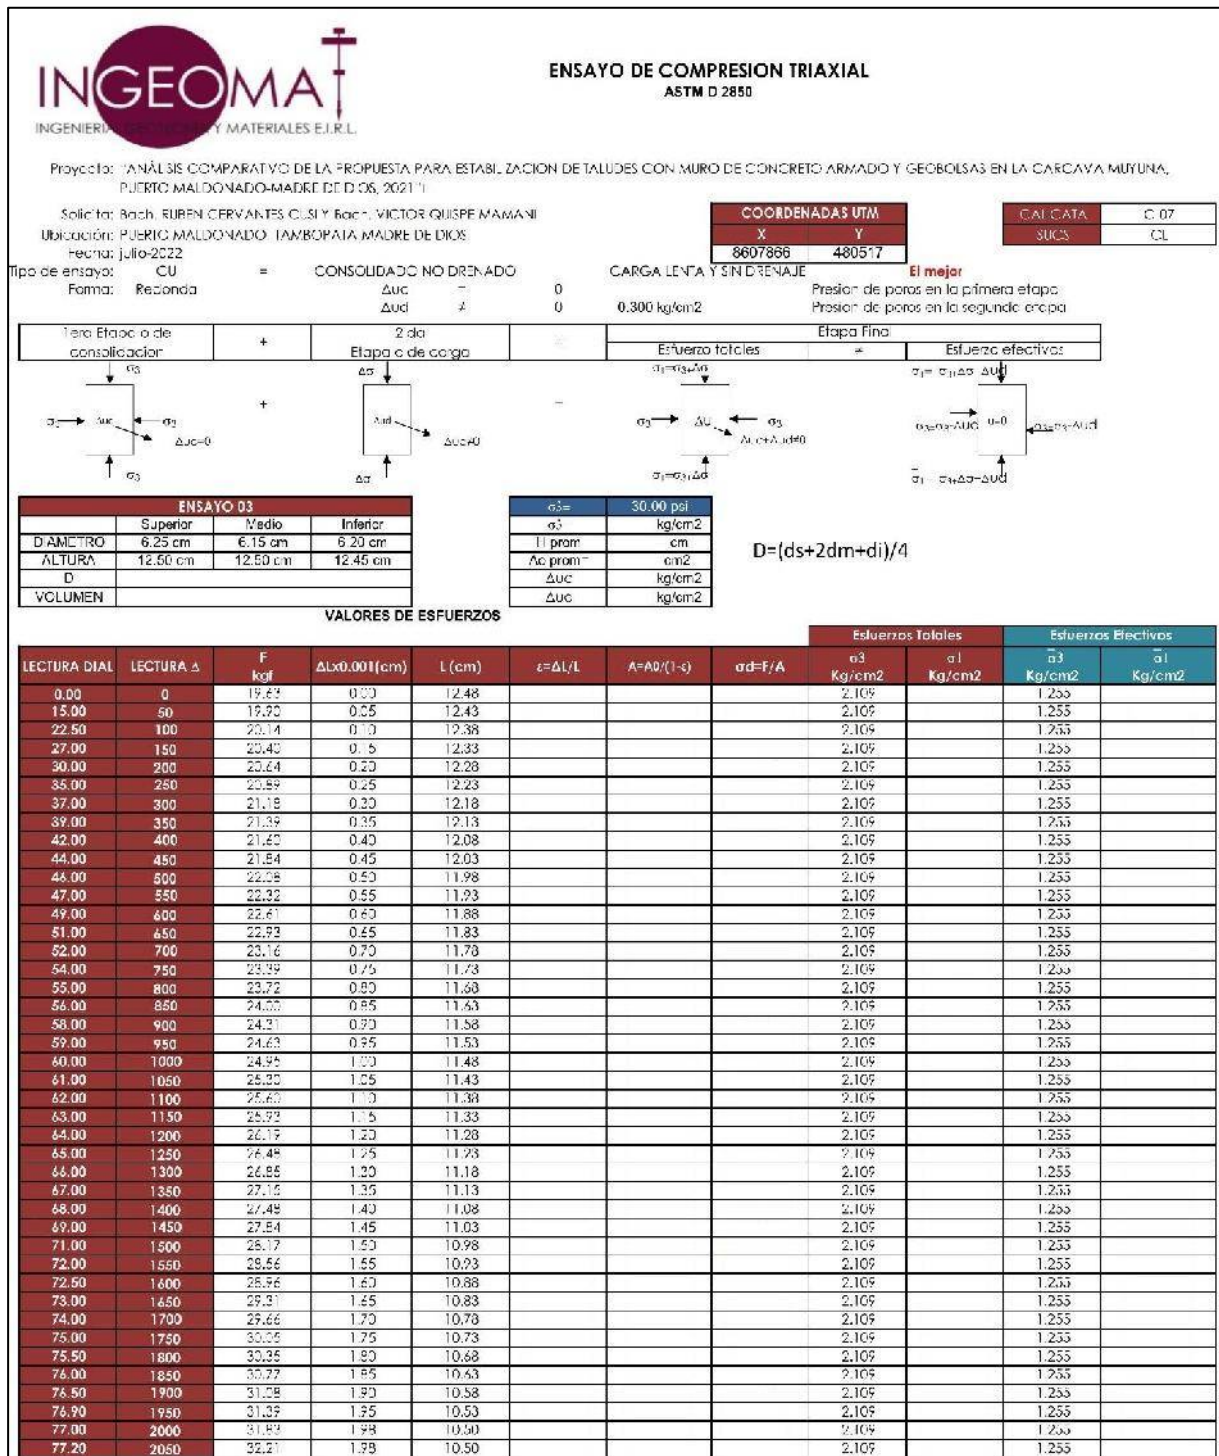 INGEOMAT
INGENIERIA GEOTECNIA Y MATERIALES E.I.R.L.
ENSAYO DE COMPRESION TRIAXIAL
ASTM D 2850
Proyecto: "ANÁLISIS COMPARATIVO DE LA PROPUESTA PARA ESTABILIZACION DE TALUDES CON MURO DE CONCRETO ARMADO Y GEOBOLSAS EN LA CARCAVA MUYUNA,
PUERTO MALDONADO-MADRE DE DIOS, 2021"
Solicita: Bach. RUBEN CERVANTES CUSI Y Bach. VICTOR QUISPE MAMANI
Ubicación: PUERTO MALDONADO TAMBOPATA MADRE DE DIOS
Fecha: julio-2022
COORDENADAS UTM
X Y
8607866 480517
CALICATA C 07
SUCS CL
Tipo de ensayo: CU = CONSOLIDADO NO DRENADO CARGA LENTA Y SIN DRENAJE El mejor
Forma: Redonda Δuc = 0 Presion de poros en la primera etapa
Δud ≠ 0 0.300 kg/cm2 Presion de poros en la segunda etapa
1era Etapa o de consolidacion + 2 da Etapa o de carga = Etapa Final
Esfuerzo totales ≠ Esfuerzo efectivos
σ3 Δσ σ1=σ3+Δσ
Δuc σ3 Δuc=0 + Δud = σ3 ΔU σ3 u=0
σ3 Δσ σ1=σ3+Δσ
ENSAYO 03
Superior Medio Inferior
DIAMETRO 6.25 cm 6.15 cm 6.20 cm
ALTURA 12.50 cm 12.50 cm 12.45 cm
D
VOLUMEN
σ3= 30.00 psi
σ3 kg/cm2
H prom cm
Ao prom= cm2
Δuc kg/cm2
Δuc kg/cm2
D=(ds+2dm+di)/4
VALORES DE ESFUERZOS
Esfuerzos Totales Esfuerzos Efectivos
LECTURA DIAL LECTURA Δ F kgf ΔLx0.001(cm) L (cm) ε=ΔL/L A=A0/(1-ε) σd=F/A σ3 Kg/cm2 σ1 Kg/cm2 σ̅3 Kg/cm2 σ̅1 Kg/cm2
0.00 0 19.63 0.00 12.48 2.109 1.255
15.00 50 19.90 0.05 12.43 2.109 1.255
22.50 100 20.14 0.10 12.38 2.109 1.255
27.00 150 20.40 0.15 12.33 2.109 1.255
30.00 200 20.64 0.20 12.28 2.109 1.255
35.00 250 20.89 0.25 12.23 2.109 1.255
37.00 300 21.18 0.30 12.18 2.109 1.255
39.00 350 21.39 0.35 12.13 2.109 1.255
42.00 400 21.60 0.40 12.08 2.109 1.255
44.00 450 21.84 0.45 12.03 2.109 1.255
46.00 500 22.08 0.50 11.98 2.109 1.255
47.00 550 22.32 0.55 11.93 2.109 1.255
49.00 600 22.61 0.60 11.88 2.109 1.255
51.00 650 22.93 0.65 11.83 2.109 1.255
52.00 700 23.16 0.70 11.78 2.109 1.255
54.00 750 23.39 0.75 11.73 2.109 1.255
55.00 800 23.72 0.80 11.68 2.109 1.255
56.00 850 24.00 0.85 11.63 2.109 1.255
58.00 900 24.31 0.90 11.58 2.109 1.255
59.00 950 24.63 0.95 11.53 2.109 1.255
60.00 1000 24.95 1.00 11.48 2.109 1.255
61.00 1050 25.30 1.05 11.43 2.109 1.255
62.00 1100 25.60 1.10 11.38 2.109 1.255
63.00 1150 25.93 1.15 11.33 2.109 1.255
64.00 1200 26.19 1.20 11.28 2.109 1.255
65.00 1250 26.48 1.25 11.23 2.109 1.255
66.00 1300 26.85 1.30 11.18 2.109 1.255
67.00 1350 27.15 1.35 11.13 2.109 1.255
68.00 1400 27.48 1.40 11.08 2.109 1.255
69.00 1450 27.84 1.45 11.03 2.109 1.255
71.00 1500 28.17 1.50 10.98 2.109 1.255
72.00 1550 28.56 1.55 10.93 2.109 1.255
72.50 1600 28.96 1.60 10.88 2.109 1.255
73.00 1650 29.31 1.65 10.83 2.109 1.255
74.00 1700 29.66 1.70 10.78 2.109 1.255
75.00 1750 30.05 1.75 10.73 2.109 1.255
75.50 1800 30.35 1.80 10.68 2.109 1.255
76.00 1850 30.77 1.85 10.63 2.109 1.255
76.50 1900 31.08 1.90 10.58 2.109 1.255
76.90 1950 31.39 1.95 10.53 2.109 1.255
77.00 2000 31.83 1.98 10.50 2.109 1.255
77.20 2050 32.21 1.98 10.50 2.109 1.255